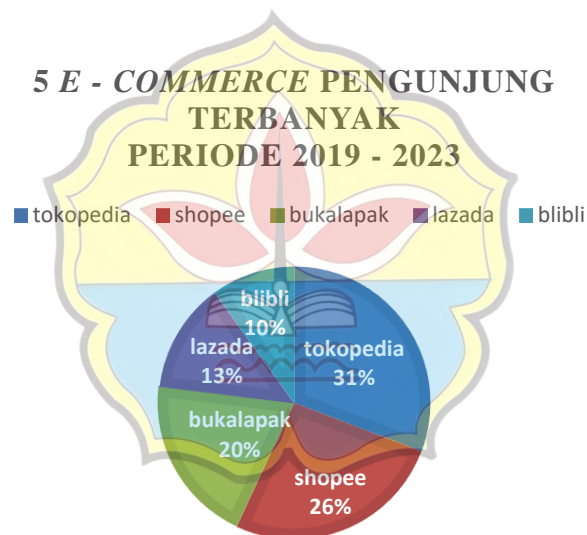 5 E - COMMERCE PENGUNJUNG
TERBANYAK
PERIODE 2019 - 2023
tokopedia shopee bukalapak lazada blibli
blibli
10%
tokopedia
31%
lazada
13%
bukalapak
20%
shopee
26%